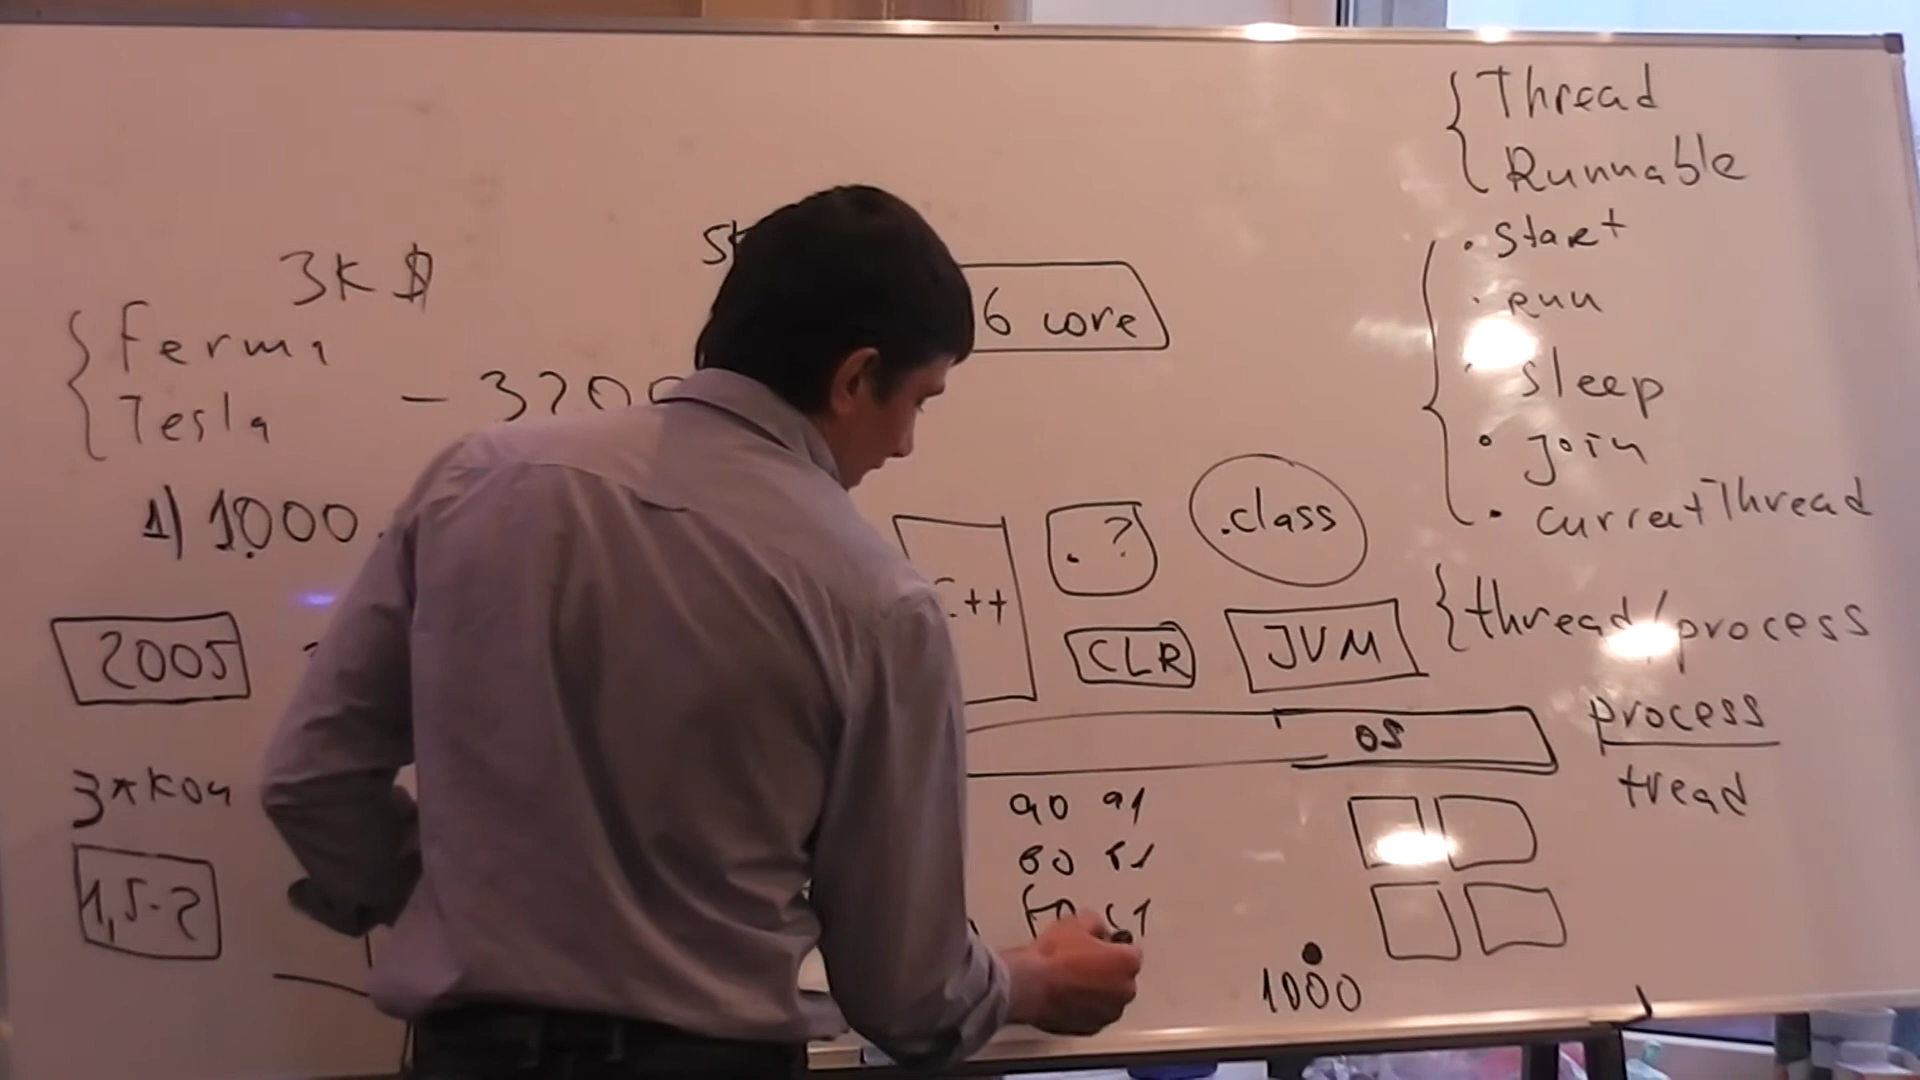 3K $
Fermi
Tesla
- 3200
1) 1000
2005
1,5-2
6 core
C++
. ?
.class
CLR
JVM
OS
90 91
80 81
1000
Thread
Runnable
• start
• run
• sleep
• join
• currentThread
thread/process
process
tread